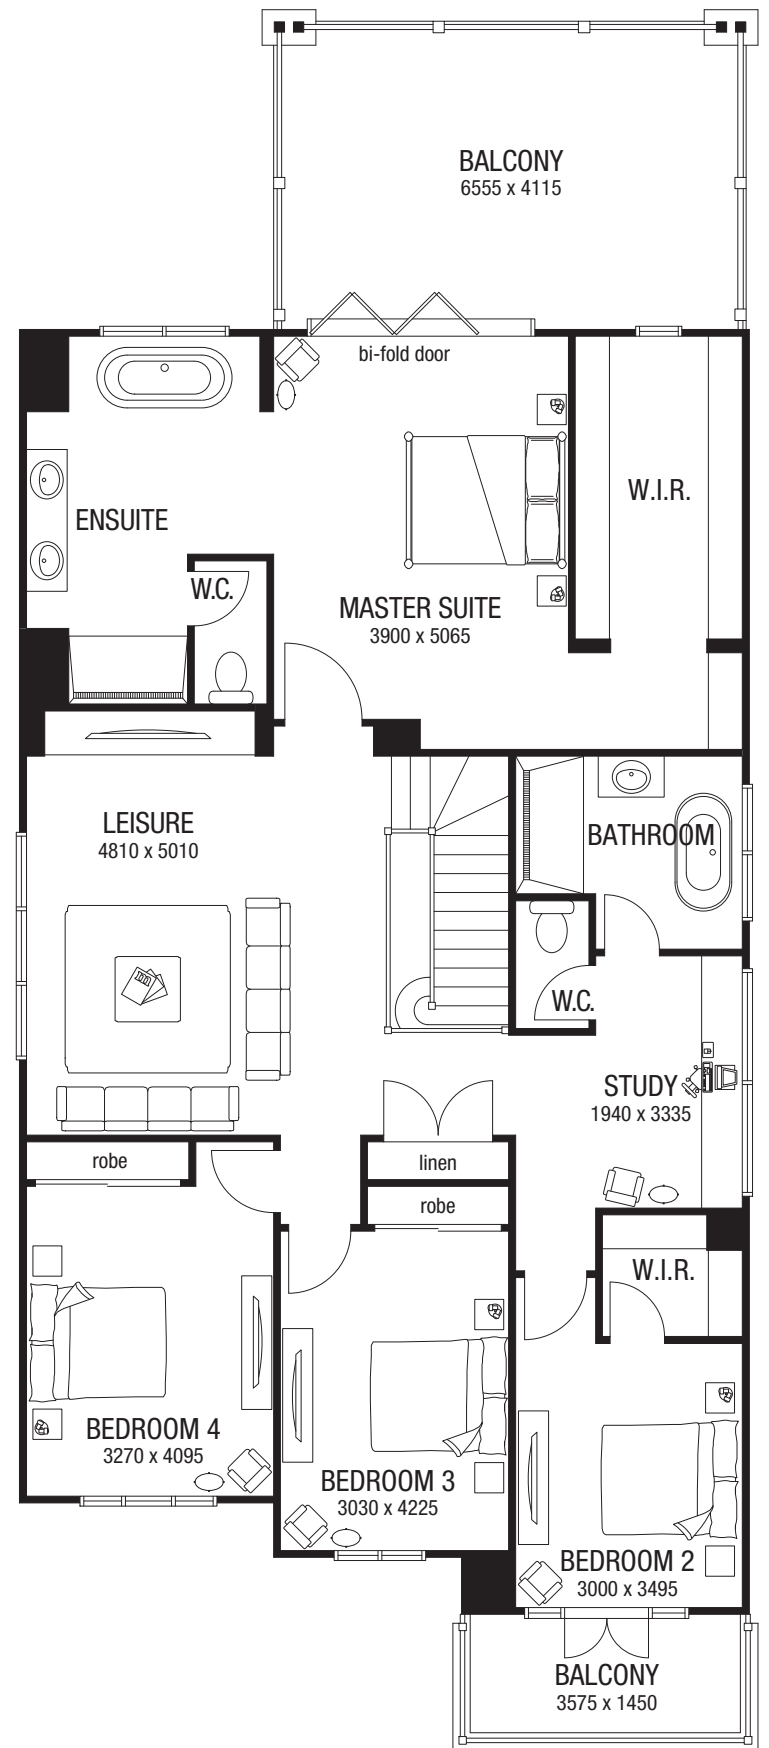 BALCONY
6555 x 4115
bi-fold door
W.I.R.
ENSUITE
W.C.
MASTER SUITE
3900 x 5065
LEISURE
4810 x 5010
BATHROOM
W.C.
STUDY
1940 x 3335
robe
linen
robe
W.I.R.
BEDROOM 4
3270 x 4095
BEDROOM 3
3030 x 4225
BEDROOM 2
3000 x 3495
BALCONY
3575 x 1450